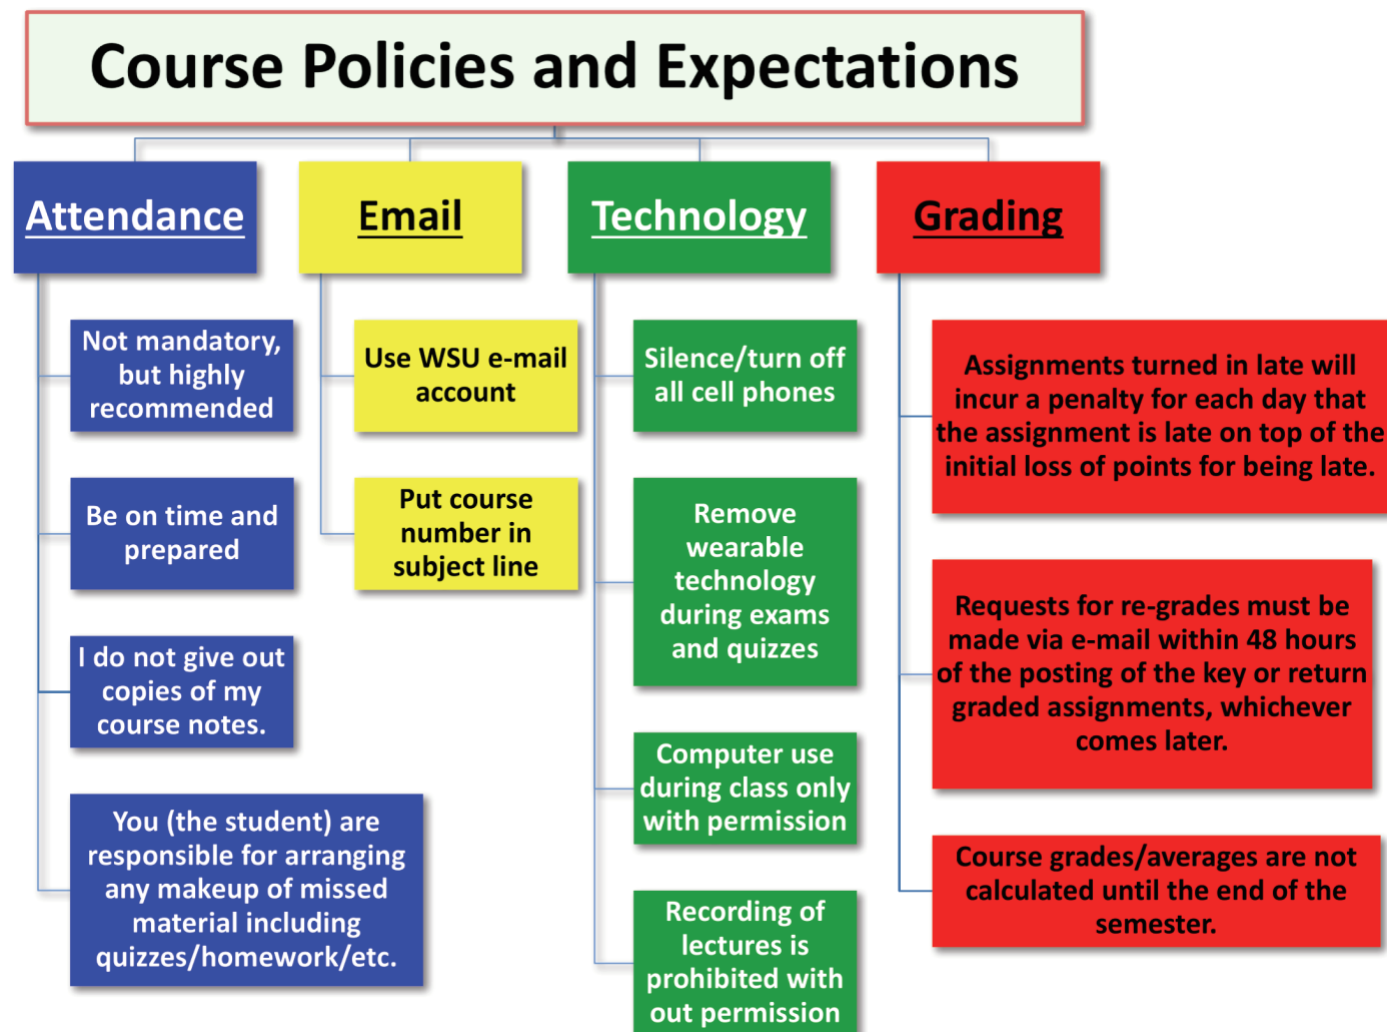 Course Policies and Expectations
Attendance
Not mandatory,
but highly
recommended
Be on time and
prepared
I do not give out
copies of my
course notes.
You (the student) are
responsible for arranging
any makeup of missed
material including
quizzes/homework/etc.
Email
Use WSU e-mail
account
Put course
number in
subject line
Technology
Silence/turn off
all cell phones
Remove
wearable
technology
during exams
and quizzes
Computer use
during class only
with permission
Recording of
lectures is
prohibited with
out permission
Grading
Assignments turned in late will
incur a penalty for each day that
the assignment is late on top of the
initial loss of points for being late.
Requests for re-grades must be
made via e-mail within 48 hours
of the posting of the key or return
graded assignments, whichever
comes later.
Course grades/averages are not
calculated until the end of the
semester.